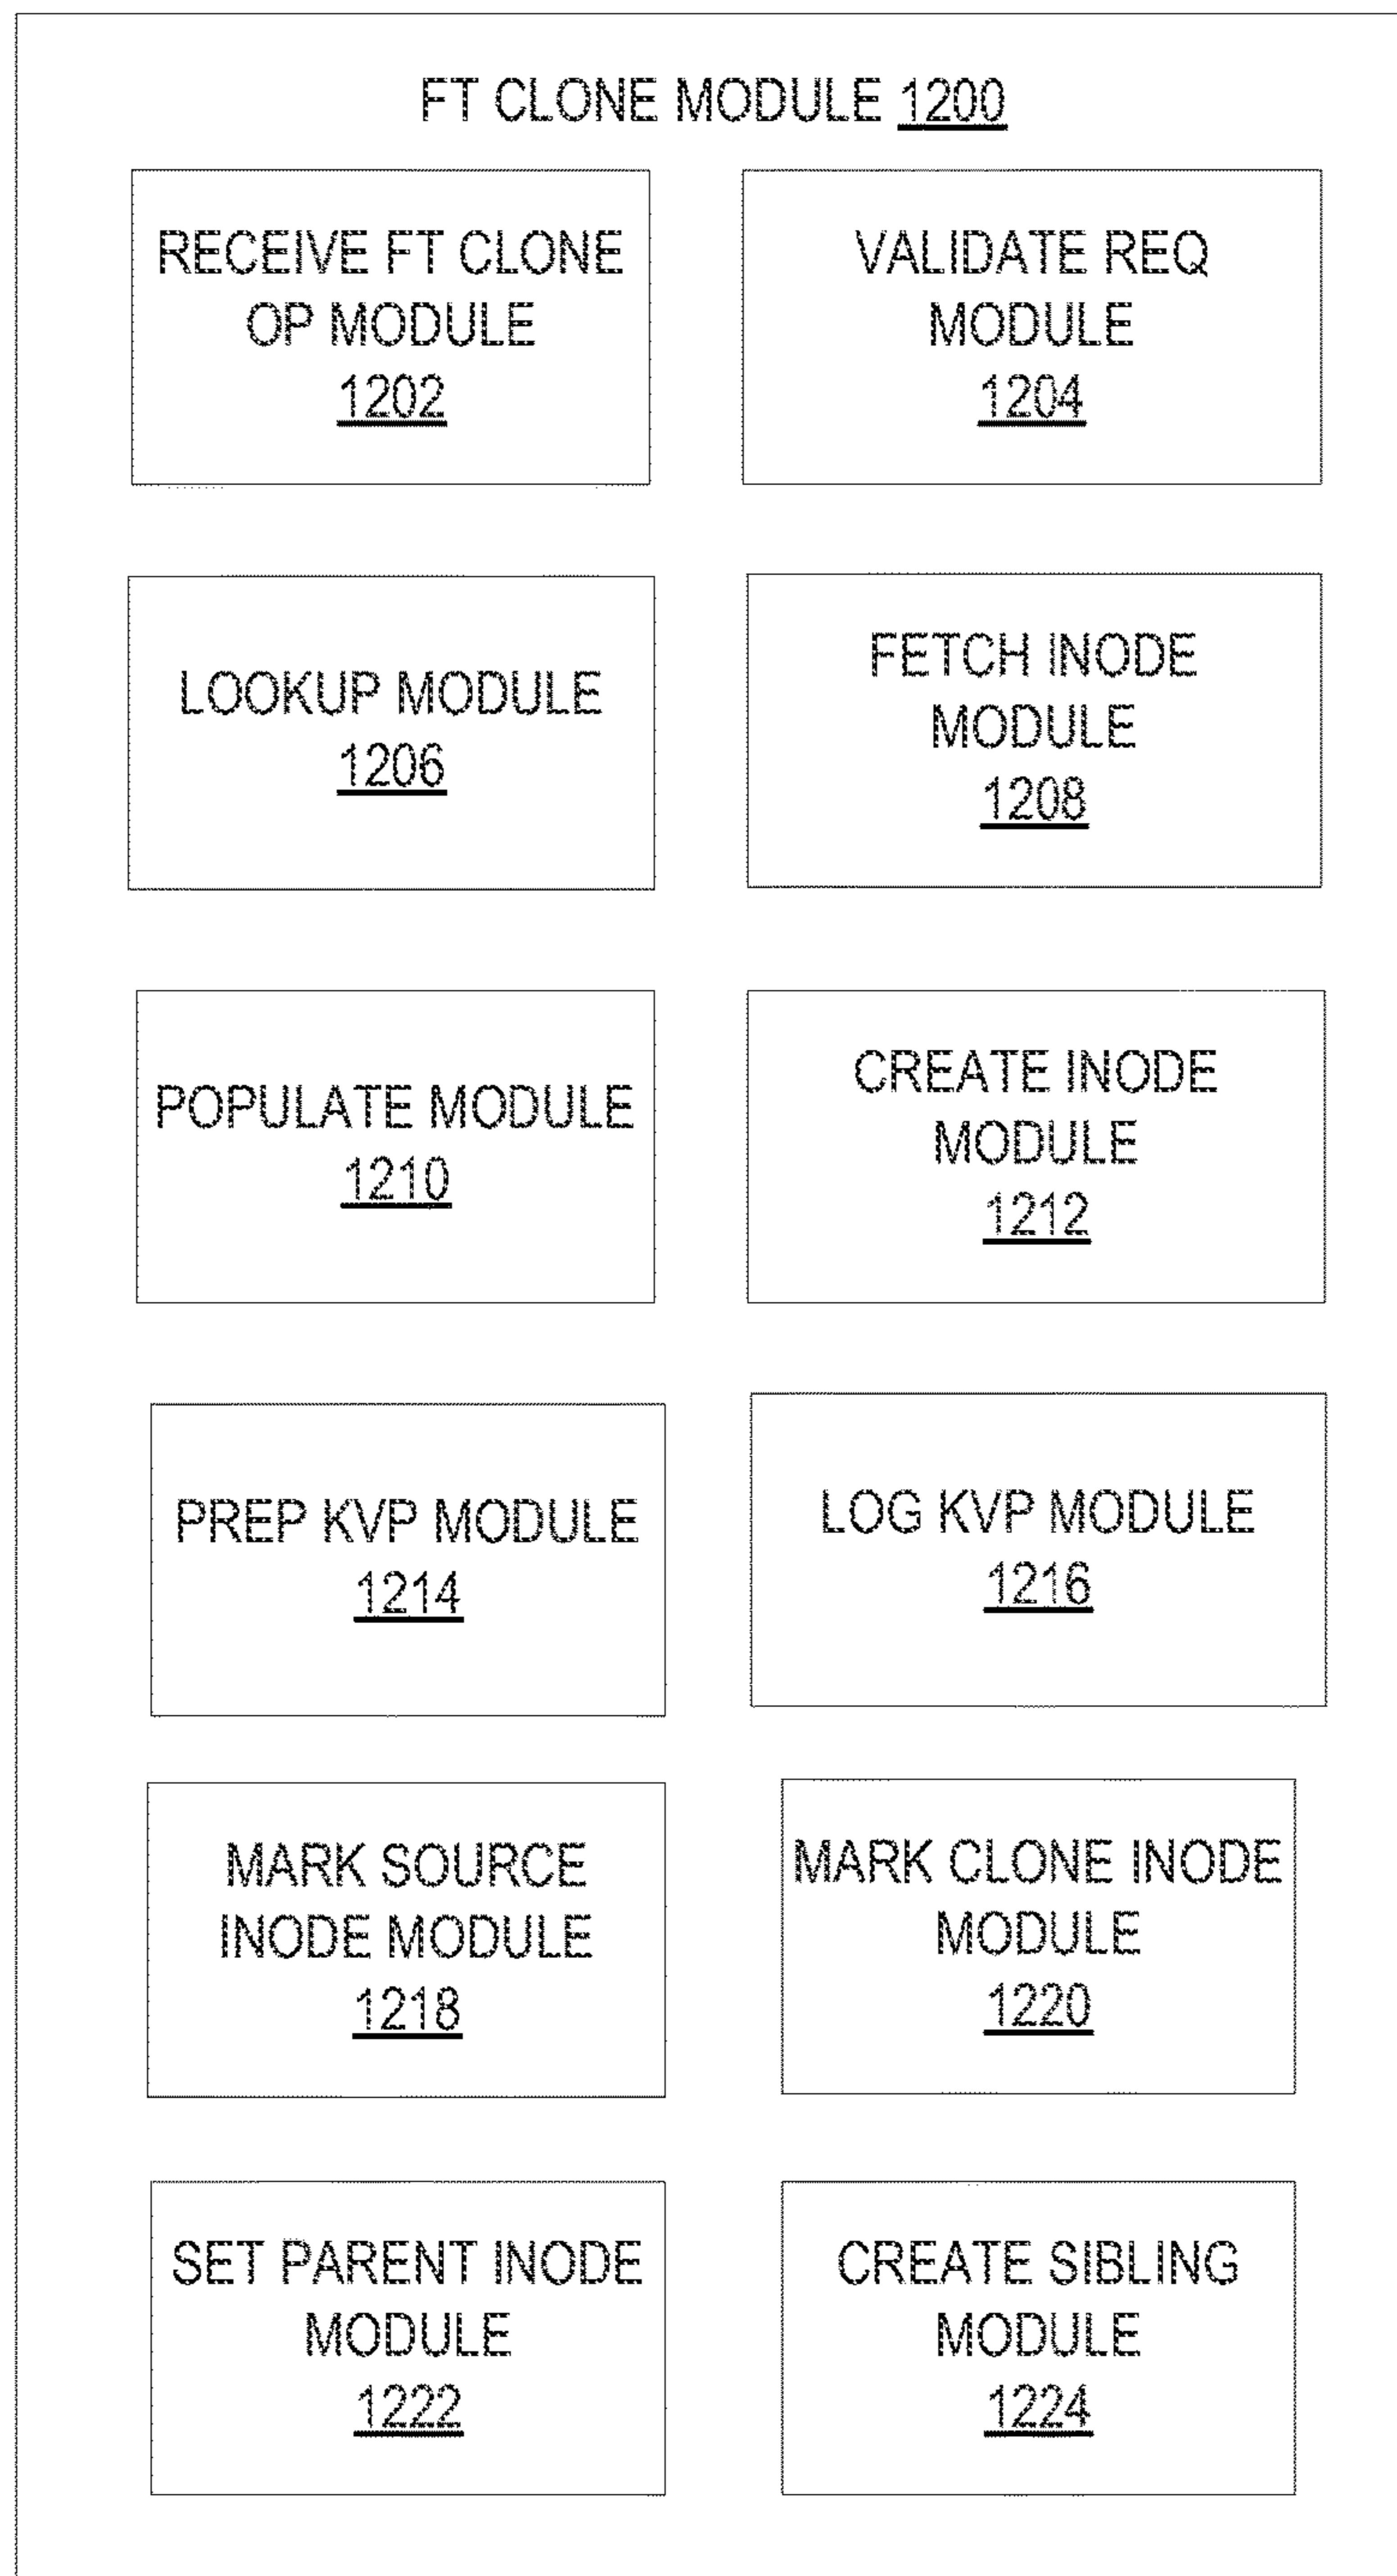 FT CLONE MODULE 1200
RECEIVE FT CLONE
OP MODULE
1202
VALIDATE REQ
MODULE
1204
LOOKUP MODULE
1206
FETCH INODE
MODULE
1208
POPULATE MODULE
1210
CREATE INODE
MODULE
1212
PREP KVP MODULE
1214
LOG KVP MODULE
1216
MARK SOURCE
INODE MODULE
1218
MARK CLONE INODE
MODULE
1220
SET PARENT INODE
MODULE
1222
CREATE SIBLING
MODULE
1224